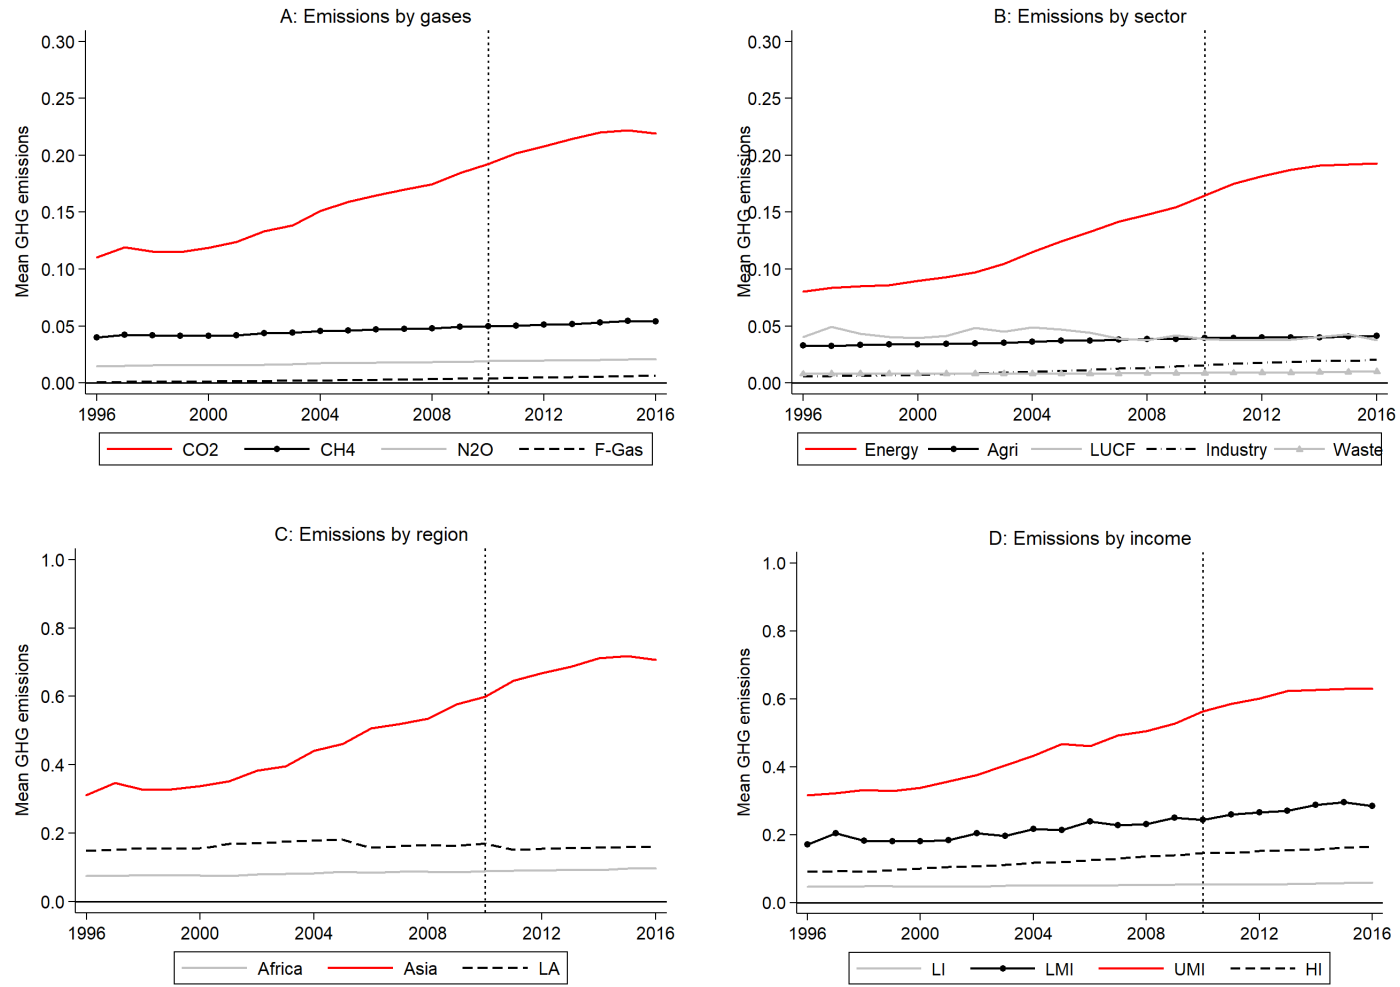 A: Emissions by gases
Mean GHG emissions
0.30
0.25
0.20
0.15
0.10
0.05
0.00
1996 2000 2004 2008 2012 2016
CO2 CH4 N2O F-Gas
B: Emissions by sector
Mean GHG emissions
0.30
0.25
0.20
0.15
0.10
0.05
0.00
1996 2000 2004 2008 2012 2016
Energy Agri LUCF Industry Waste
C: Emissions by region
Mean GHG emissions
1.0
0.8
0.6
0.4
0.2
0.0
1996 2000 2004 2008 2012 2016
Africa Asia LA
D: Emissions by income
Mean GHG emissions
1.0
0.8
0.6
0.4
0.2
0.0
1996 2000 2004 2008 2012 2016
LI LMI UMI HI